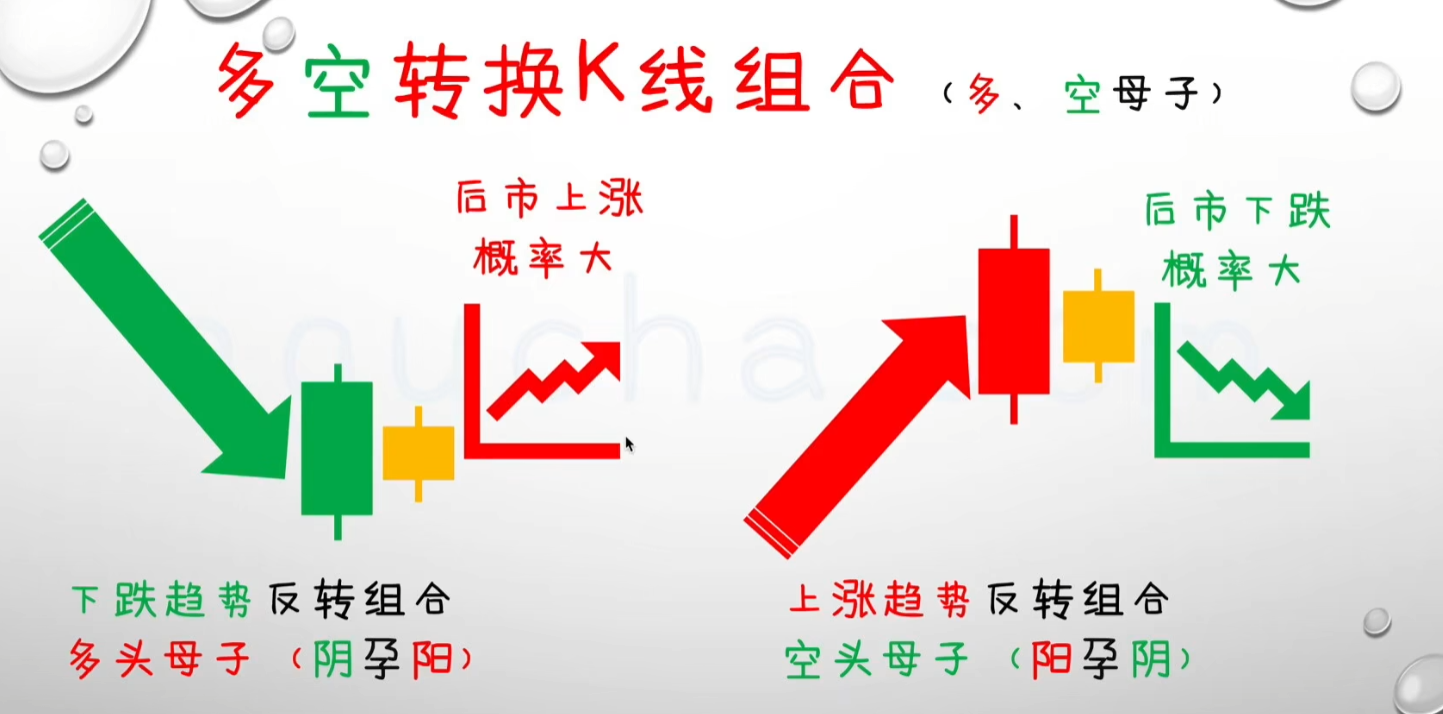 多空转换K线组合（多、空母子）
后市上涨
概率大
后市下跌
概率大
下跌趋势反转组合
多头母子（阴孕阳）
上涨趋势反转组合
空头母子（阳孕阴）